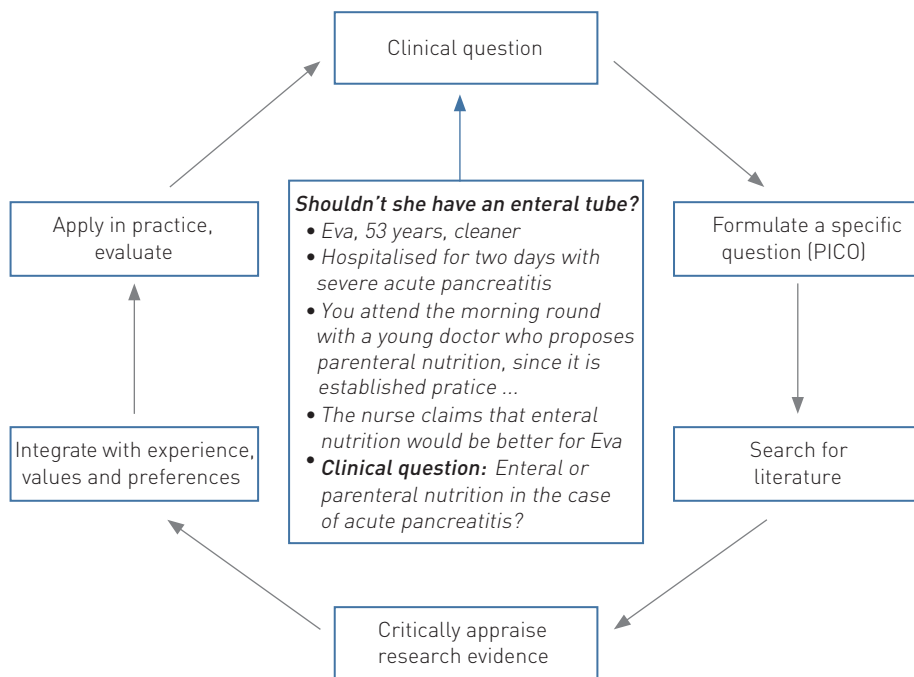 Clinical question
Shouldn't she have an enteral tube?
• Eva, 53 years, cleaner
• Hospitalised for two days with
severe acute pancreatitis
• You attend the morning round
with a young doctor who proposes
parenteral nutrition, since it is
established pratice ...
• The nurse claims that enteral
nutrition would be better for Eva
• Clinical question: Enteral or
parenteral nutrition in the case
of acute pancreatitis?
Formulate a specific
question (PICO)
Search for
literature
Critically appraise
research evidence
Integrate with experience,
values and preferences
Apply in practice,
evaluate